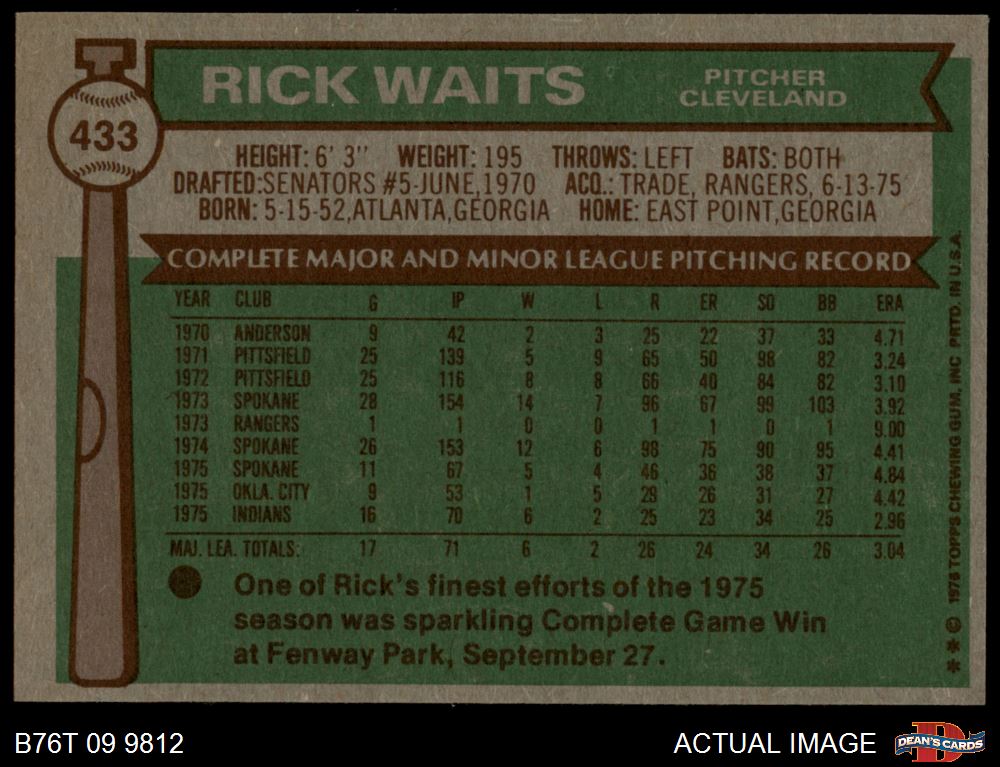 433
RICK WAITS
PITCHER
CLEVELAND
HEIGHT: 6' 3" WEIGHT: 195 THROWS: LEFT BATS: BOTH
DRAFTED:SENATORS #5-JUNE,1970 ACQ.: TRADE, RANGERS, 6-13-75
BORN: 5-15-52,ATLANTA,GEORGIA HOME: EAST POINT,GEORGIA
COMPLETE MAJOR AND MINOR LEAGUE PITCHING RECORD
YEAR CLUB G IP W L R ER SO BB ERA
1970 ANDERSON 9 42 2 3 25 22 37 33 4.71
1971 PITTSFIELD 25 139 5 9 65 50 98 82 3.24
1972 PITTSFIELD 25 116 8 8 66 40 84 82 3.10
1973 SPOKANE 28 154 14 7 96 67 99 103 3.92
1973 RANGERS 1 1 0 0 1 1 0 1 9.00
1974 SPOKANE 26 153 12 6 98 75 90 95 4.41
1975 SPOKANE 11 67 5 4 46 36 38 37 4.84
1975 OKLA. CITY 9 53 1 5 29 26 31 27 4.42
1975 INDIANS 16 70 6 2 25 23 34 25 2.96
MAJ. LEA. TOTALS: 17 71 6 2 26 24 34 26 3.04
One of Rick's finest efforts of the 1975
season was sparkling Complete Game Win
at Fenway Park, September 27.
** © 1976 TOPPS CHEWING GUM, INC PRTD. IN U.S.A.
B76T 09 9812
ACTUAL IMAGE
DEAN'S CARDS